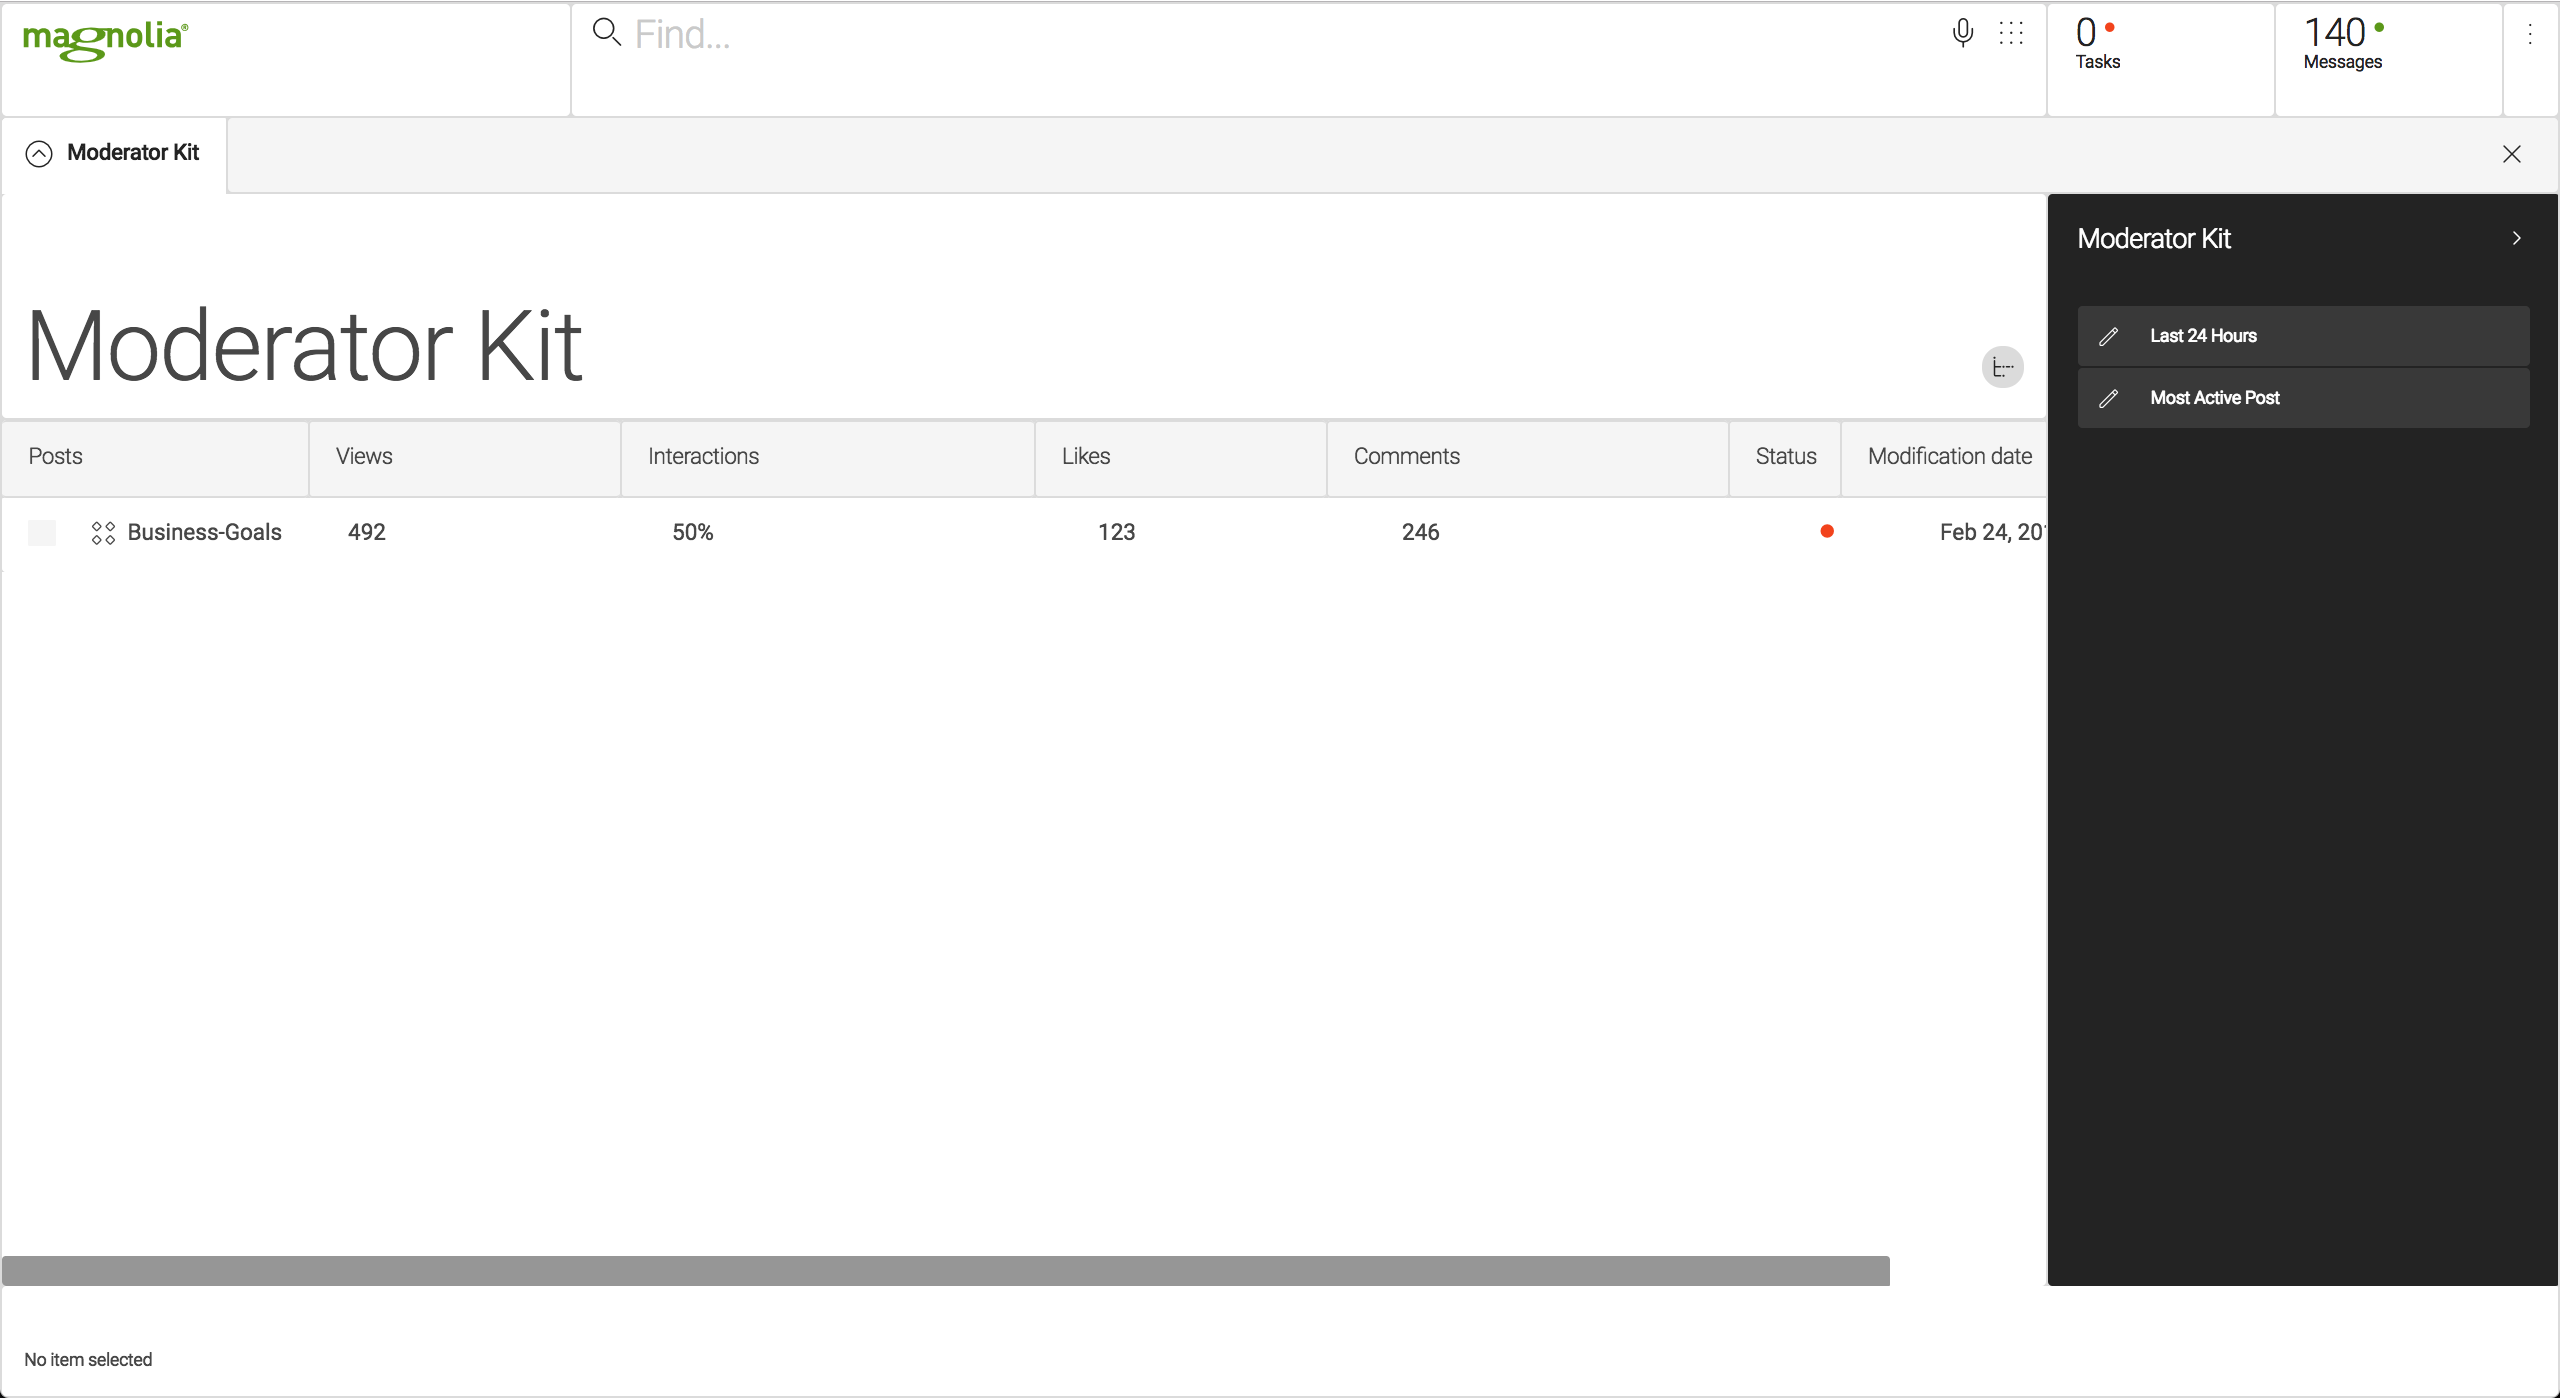 magnolia®
Find...
0
Tasks
140
Messages
Moderator Kit
Moderator Kit
Moderator Kit
Last 24 Hours
Most Active Post
Posts Views Interactions Likes Comments Status Modification date
Business-Goals 492 50% 123 246 Feb 24, 20
No item selected